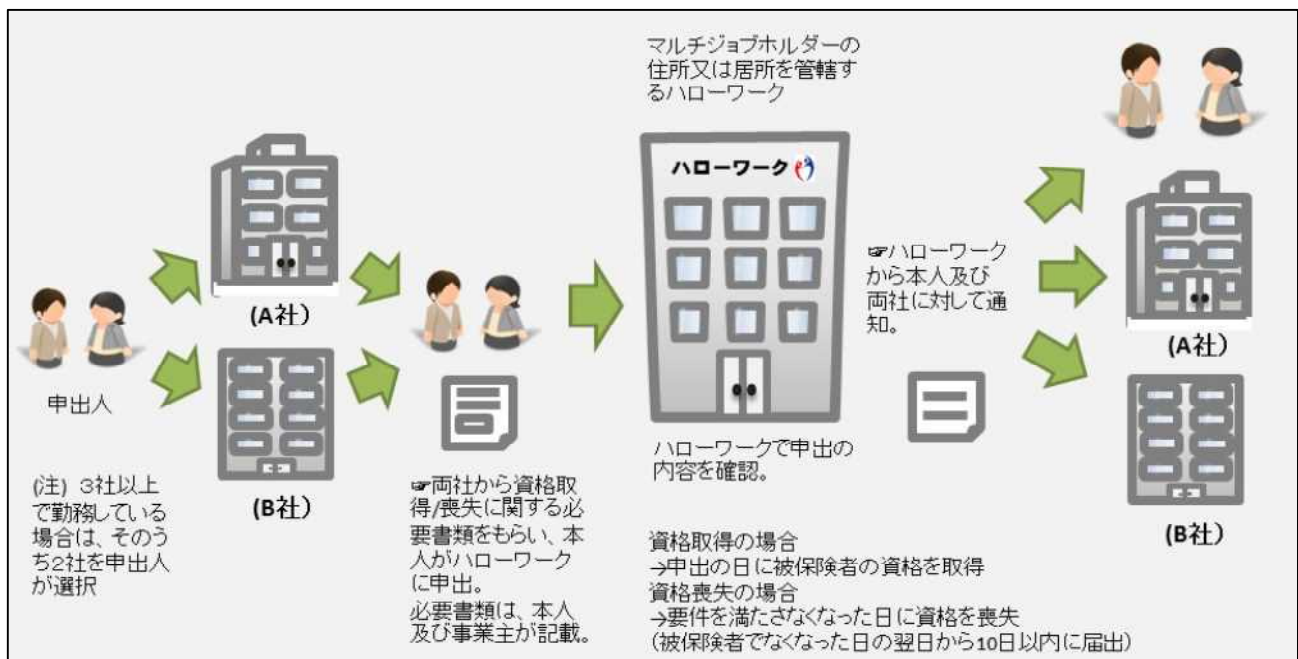 マルチジョブホルダーの
住所又は居所を管轄す
るハローワーク
ハローワーク
(A社)
(B社)
申出人
(注) 3社以上
で勤務している
場合は、そのう
ち2社を申出人
が選択
☞両社から資格取
得/喪失に関する必
要書類をもらい、本
人がハローワーク
に申出。
必要書類は、本人
及び事業主が記載。
ハローワークで申出の
内容を確認。
資格取得の場合
→申出の日に被保険者の資格を取得
資格喪失の場合
→要件を満たさなくなった日に資格を喪失
(被保険者でなくなった日の翌日から10日以内に届出)
☞ハローワーク
から本人及び
両社に対して通
知。
(A社)
(B社)